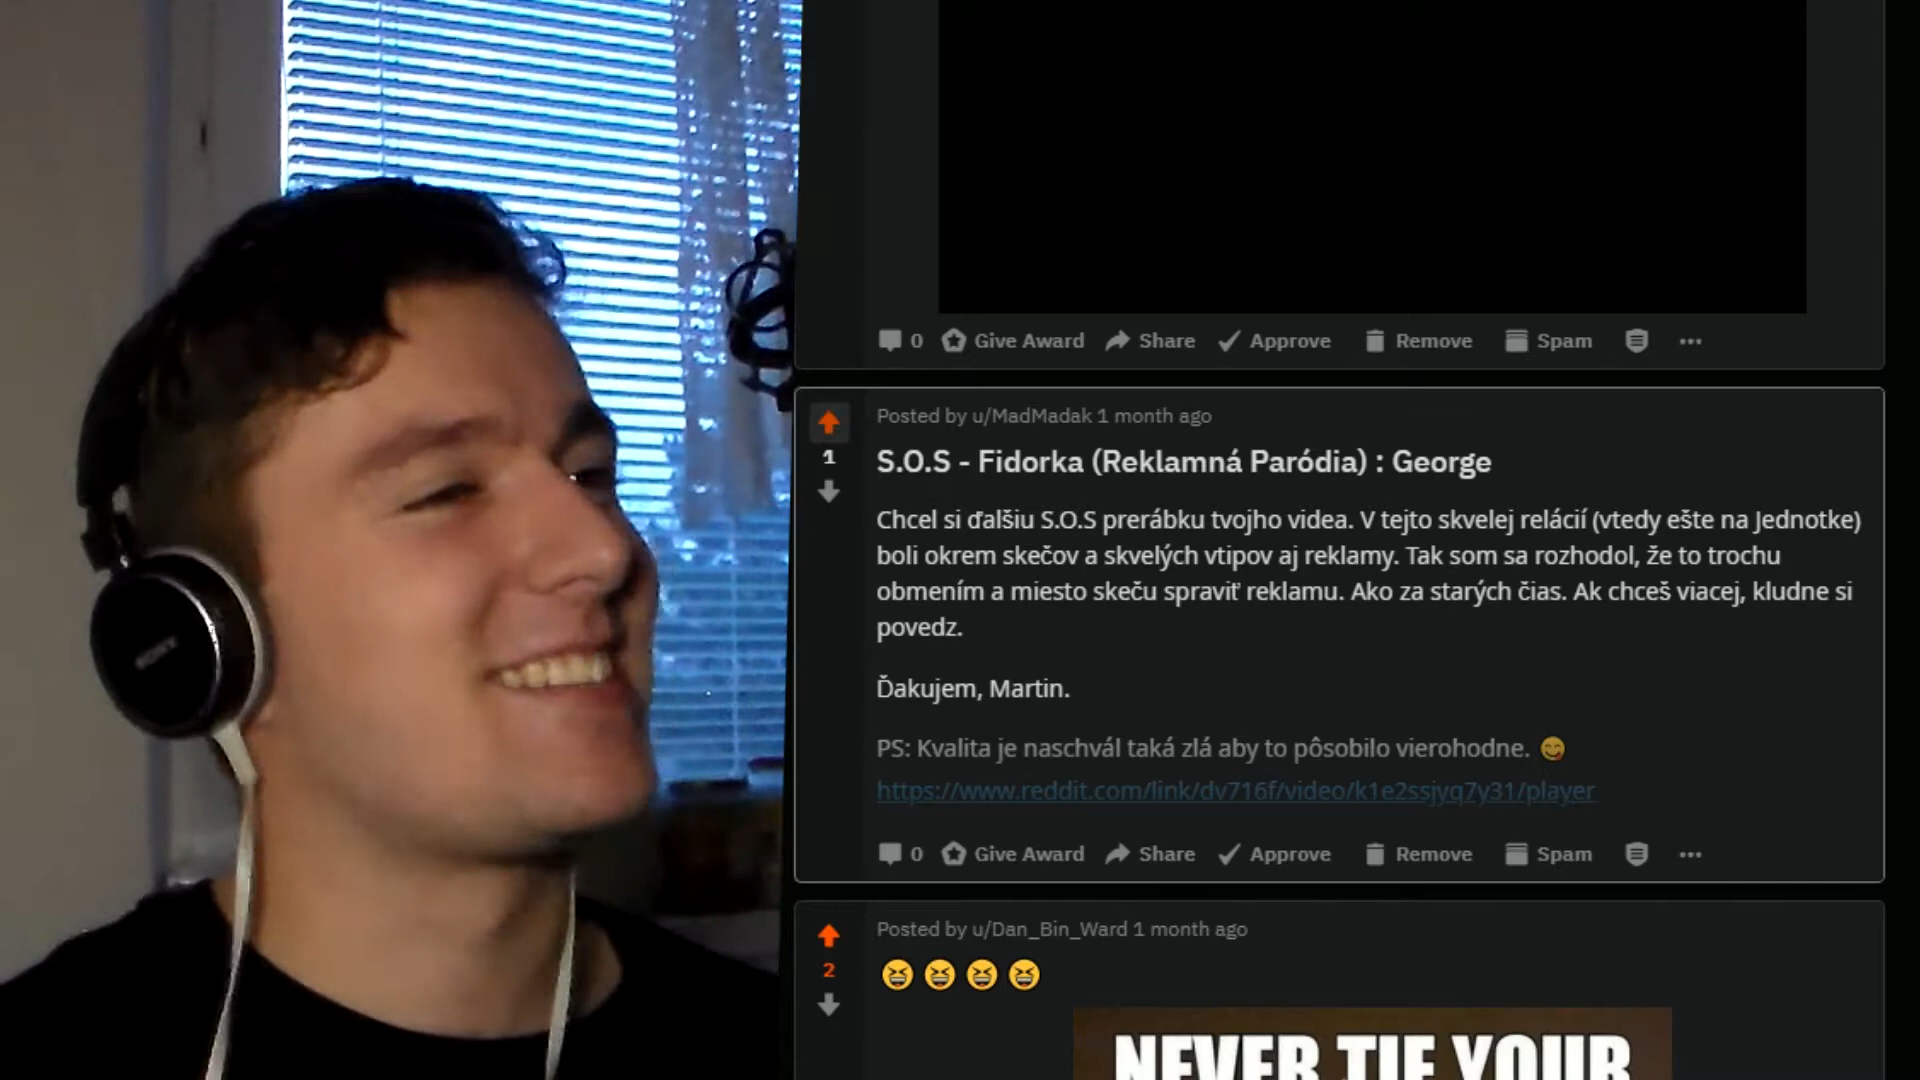 0 Give Award Share Approve Remove Spam
Posted by u/MadMadak 1 month ago
1
S.O.S - Fidorka (Reklamná Paródia) : George
Chcel si ďalšiu S.O.S prerábku tvojho videa. V tejto skvelej relácií (vtedy ešte na Jednotke)
boli okrem skečov a skvelých vtipov aj reklamy. Tak som sa rozhodol, že to trochu
obmením a miesto skeču spraviť reklamu. Ako za starých čias. Ak chceš viacej, kludne si
povedz.
Ďakujem, Martin.
PS: Kvalita je naschvál taká zlá aby to pôsobilo vierohodne. 😋
https://www.reddit.com/link/dv716f/video/k1e2ssjyq7y31/player
0 Give Award Share Approve Remove Spam
Posted by u/Dan_Bin_Ward 1 month ago
2
😆 😆 😆 😆
NEVER TIE YOUR
SONY